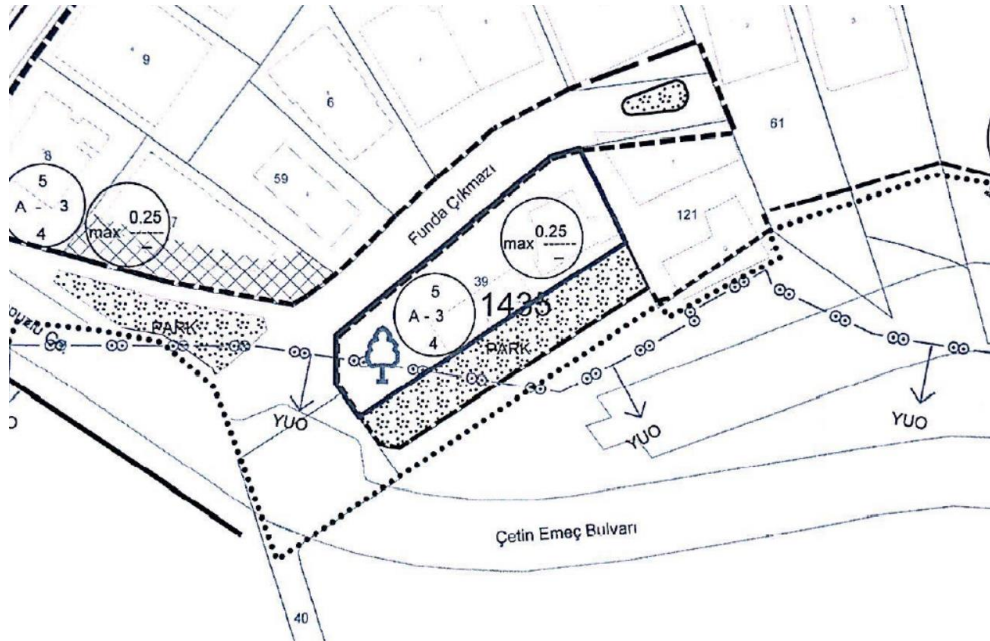 9
6
8
5
A - 3
4
max 0.25
7
59
Funda Çıkmazı
61
121
max 0.25
39
5
A - 3
4
1435
PARK
PARK
YUO
YUO
YUO
Çetin Emeç Bulvarı
40